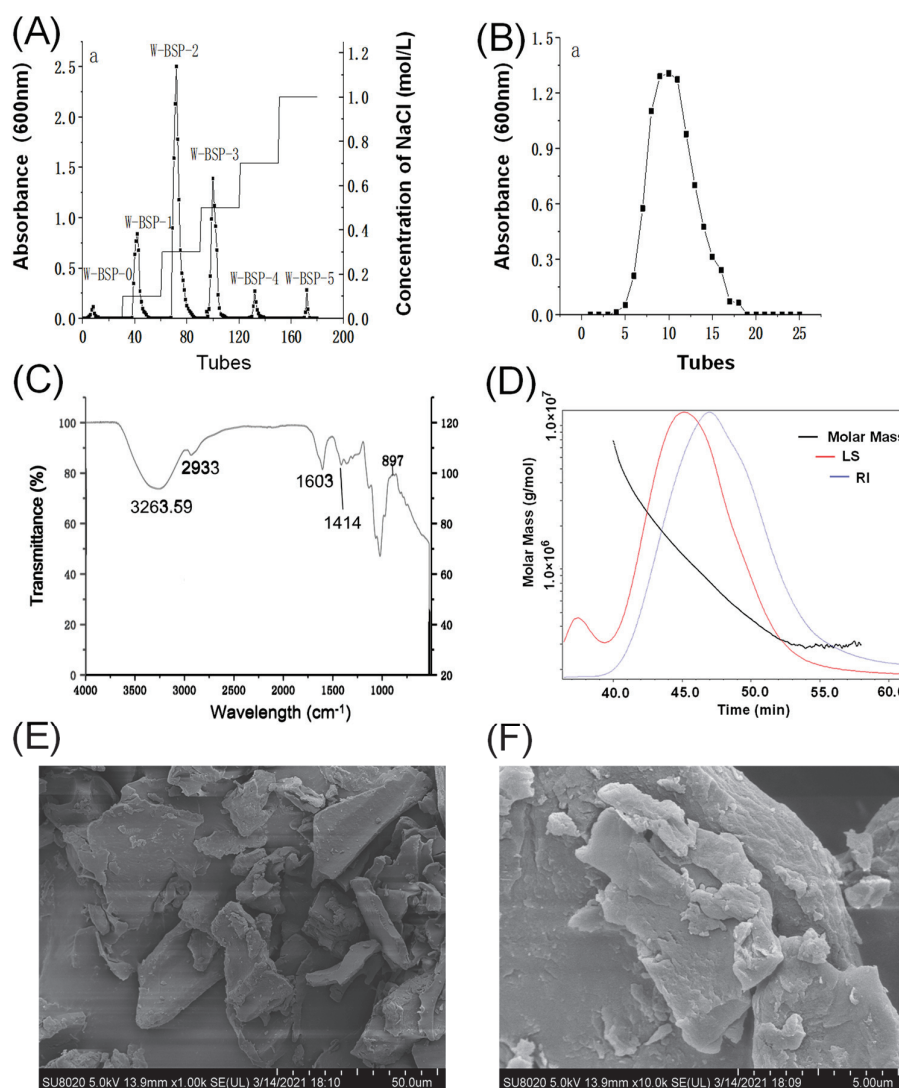 (A)
a
W-BSP-0
W-BSP-1
W-BSP-2
W-BSP-3
W-BSP-4
W-BSP-5
Absorbance (600nm)
2.5
2.0
1.5
1.0
0.5
0.0
Concentration of NaCl (mol/L)
1.2
1.0
0.8
0.6
0.4
0.2
0.0
0 40 80 120 160 200
Tubes
(B)
a
Absorbance (600nm)
1.5
1.2
0.9
0.6
0.3
0.0
0 5 10 15 20 25
Tubes
(C)
Transmittance (%)
100
80
60
40
20
0
120
100
80
60
40
20
3263.59
2933
1603
1414
897
4000 3500 3000 2500 2000 1500 1000
Wavelength (cm-1)
(D)
Molar Mass (g/mol)
1.0×10⁷
1.0×10⁶
Molar Mass
LS
RI
40.0 45.0 50.0 55.0 60.0
Time (min)
(E)
SU8020 5.0kV 13.9mm x1.00k SE(UL) 3/14/2021 18:10 50.0um
(F)
SU8020 5.0kV 13.9mm x10.0k SE(UL) 3/14/2021 18:09 5.00um